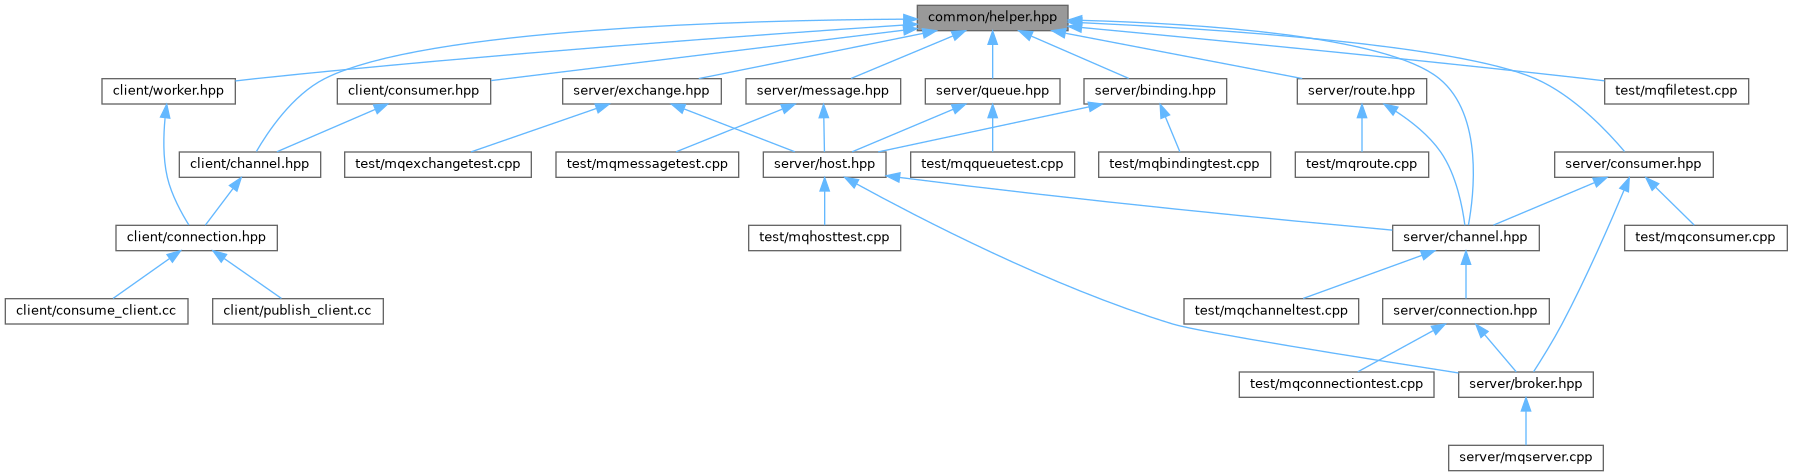 common/helper.hpp
client/worker.hpp
client/consumer.hpp
server/exchange.hpp
server/message.hpp
server/queue.hpp
server/binding.hpp
server/route.hpp
test/mqfiletest.cpp
client/channel.hpp
test/mqexchangetest.cpp
test/mqmessagetest.cpp
server/host.hpp
test/mqqueuetest.cpp
test/mqbindingtest.cpp
test/mqroute.cpp
server/consumer.hpp
client/connection.hpp
test/mqhosttest.cpp
server/channel.hpp
test/mqconsumer.cpp
client/consume_client.cc
client/publish_client.cc
test/mqchanneltest.cpp
server/connection.hpp
test/mqconnectiontest.cpp
server/broker.hpp
server/mqserver.cpp